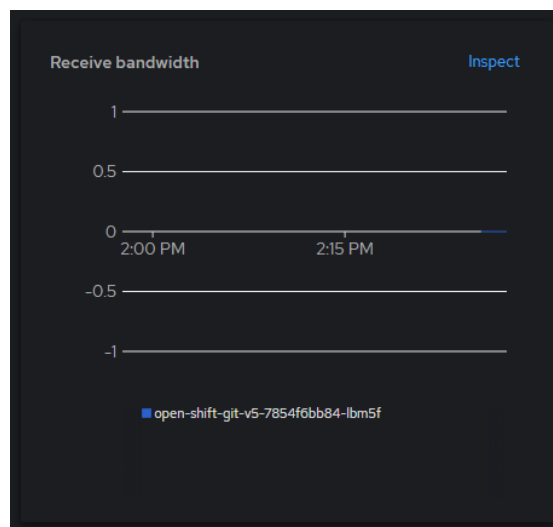 Receive bandwidth Inspect
1
0.5
0
2:00 PM 2:15 PM
-0.5
-1
open-shift-git-v5-7854f6bb84-lbm5f